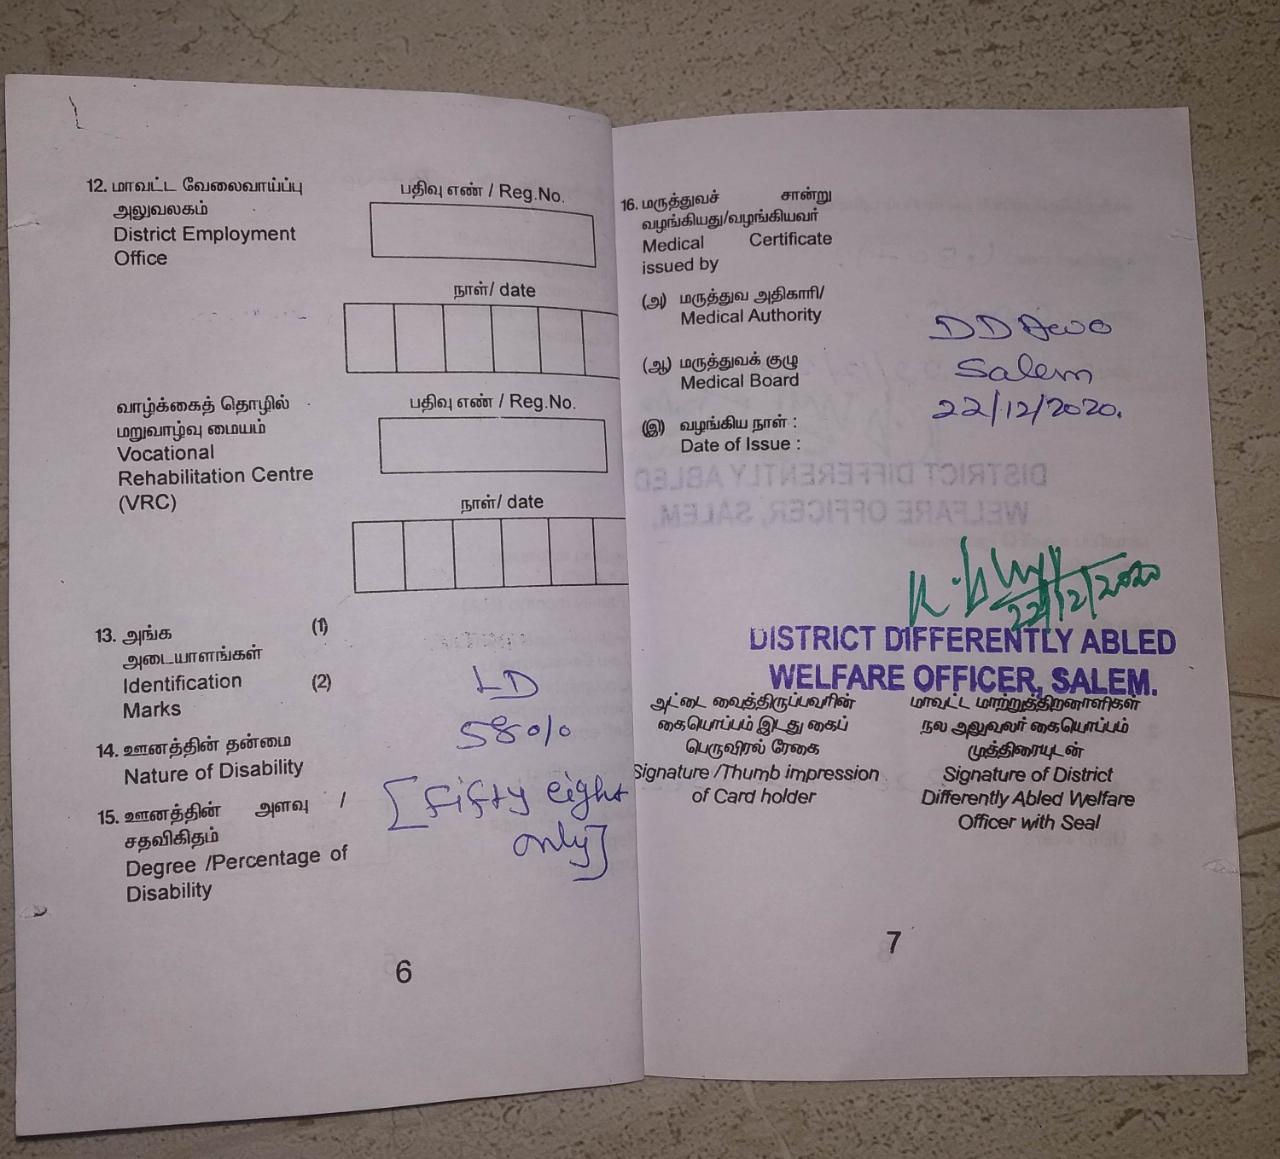 12. மாவட்ட வேலைவாய்ப்பு
அலுவலகம்
District Employment
Office
பதிவு எண் / Reg.No.
நாள்/ date
வாழ்க்கைத் தொழில்
மறுவாழ்வு மையம்
Vocational
Rehabilitation Centre
(VRC)
பதிவு எண் / Reg.No.
நாள்/ date
13. அங்க (1)
அடையாளங்கள்
Identification (2)
Marks
LD
14. ஊனத்தின் தன்மை
Nature of Disability
58%
15. ஊனத்தின் அளவு /
சதவிகிதம்
Degree /Percentage of
Disability
[fifty eight
only]
6
16. மருத்துவச் சான்று
வழங்கியது/வழங்கியவர்
Medical Certificate
issued by
(அ) மருத்துவ அதிகாரி/
Medical Authority
(ஆ) மருத்துவக் குழு
Medical Board
(இ) வழங்கிய நாள் :
Date of Issue :
DDAWO
Salem
22/12/2020.
22/12/2020
DISTRICT DIFFERENTLY ABLED
WELFARE OFFICER, SALEM.
அட்டை வைத்திருப்பவரின்
கையொப்பம் இடது கைப்
பெருவிரல் ரேகை
Signature /Thumb impression
of Card holder
மாவட்ட மாற்றுத்திறனாளிகள்
நல அலுவலர் கையொப்பம்
முத்திரையுடன்
Signature of District
Differently Abled Welfare
Officer with Seal
7